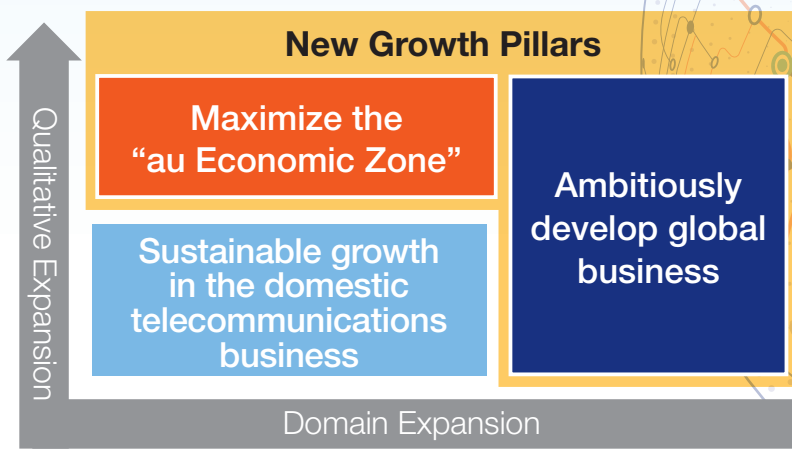 New Growth Pillars
Maximize the
“au Economic Zone”
Ambitiously
develop global
business
Sustainable growth
in the domestic
telecommunications
business
Qualitative Expansion
Domain Expansion